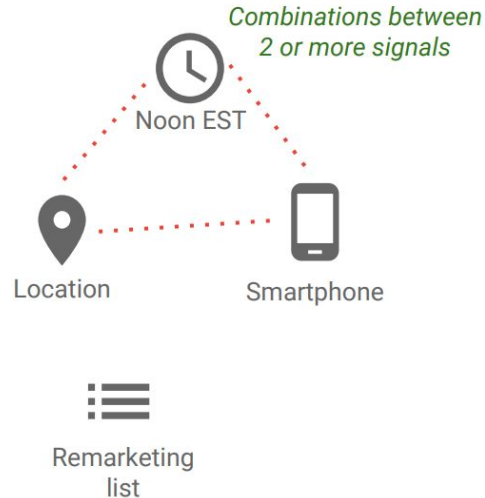 Combinations between
2 or more signals
Noon EST
Location
Smartphone
Remarketing
list